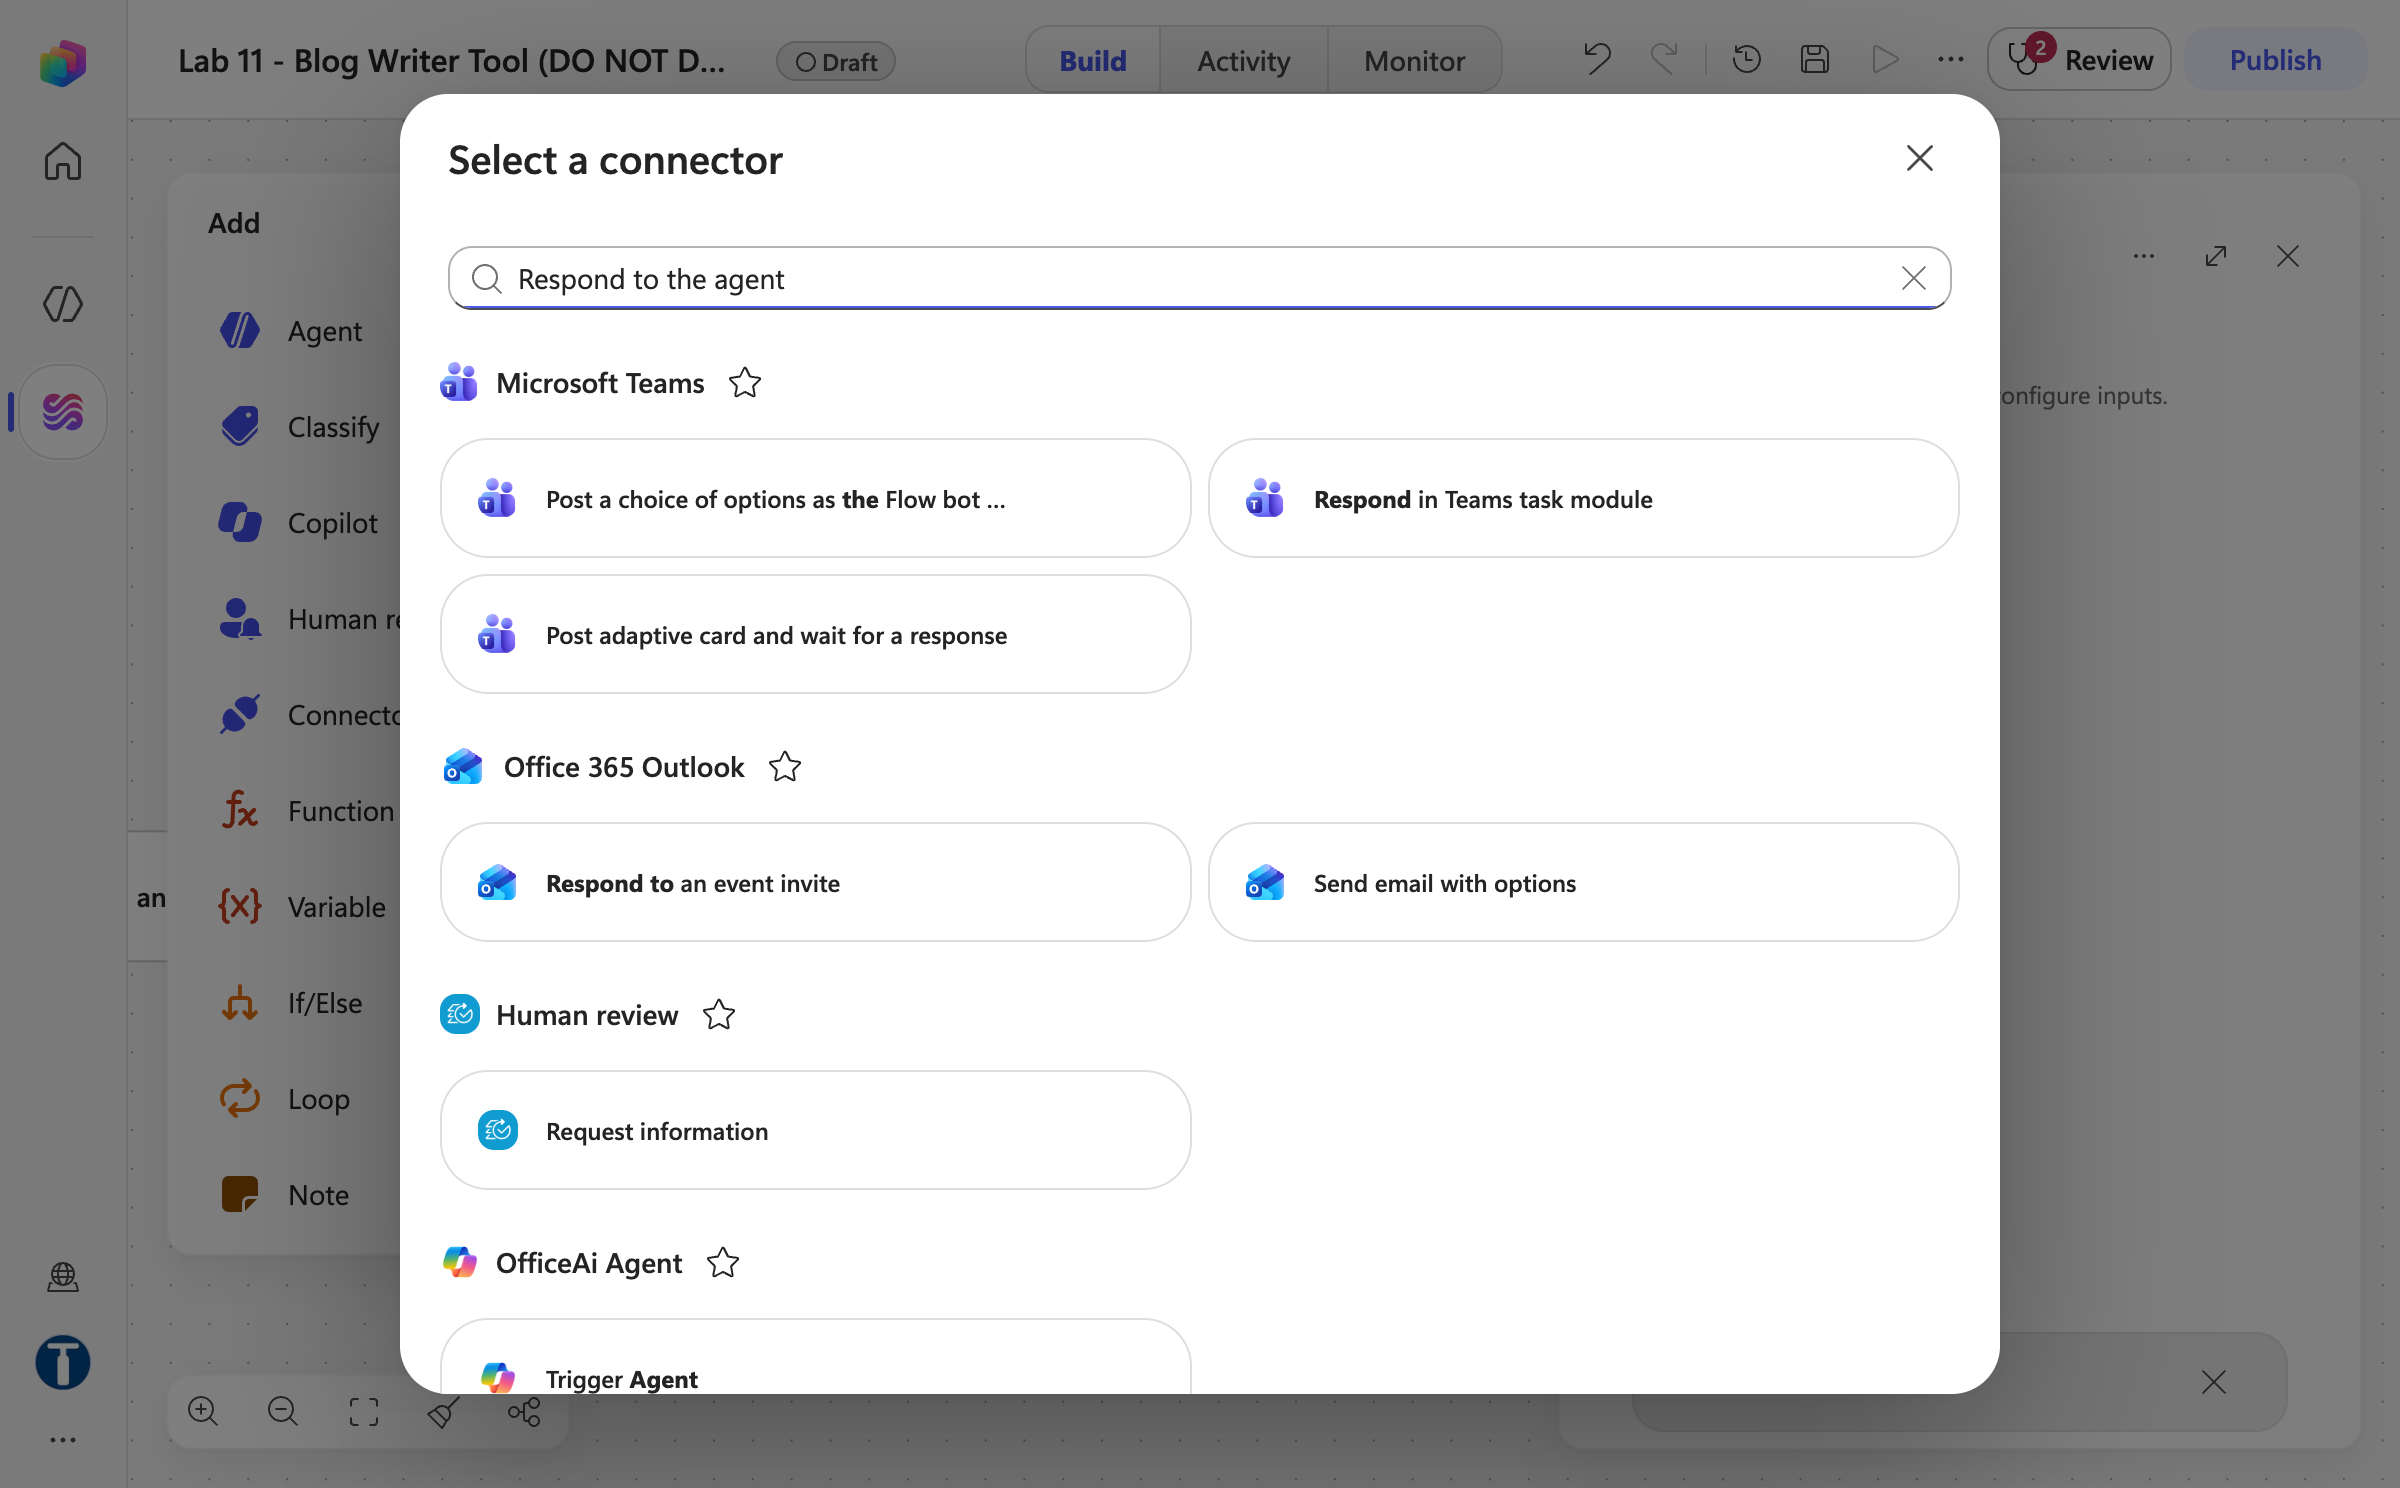 Lab 11 - Blog Writer Tool (DO NOT D...
Draft
Build
Activity
Monitor
2
Review
Publish
Select a connector
Respond to the agent
Add
Agent
Classify
Copilot
Human re
Connecto
Function
Variable
If/Else
Loop
Note
an
onfigure inputs.
Microsoft Teams
Post a choice of options as the Flow bot ...
Respond in Teams task module
Post adaptive card and wait for a response
Office 365 Outlook
Respond to an event invite
Send email with options
Human review
Request information
OfficeAi Agent
Trigger Agent